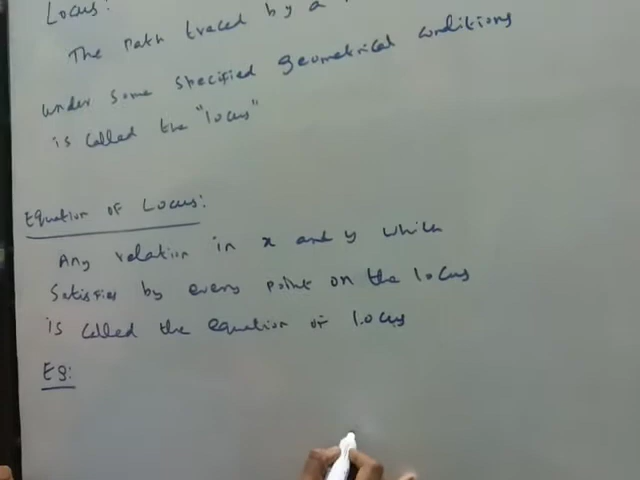 Locus:
The path traced by a
under some specified geometrical conditions
is called the "locus"
Equation of Locus:
Any relation in x and y which
satisfies by every point on the locus
is called the equation of locus
Eg: